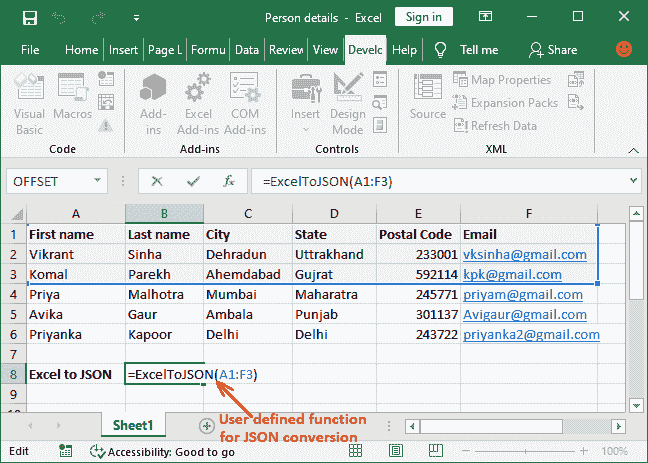 Person details - Excel
Sign in
File Home Insert Page L Formu Data Review View Develc Help Tell me Share
Visual Basic
Macros
Code
Add-ins
Excel Add-ins
COM Add-ins
Add-ins
Insert
Design Mode
Controls
Source
Map Properties
Expansion Packs
Refresh Data
XML
OFFSET =ExcelToJSON(A1:F3)
A B C D E F
1 First name Last name City State Postal Code Email
2 Vikrant Sinha Dehradun Uttrakhand 233001 vksinha@gmail.com
3 Komal Parekh Ahemdabad Gujrat 592114 kpk@gmail.com
4 Priya Malhotra Mumbai Maharatra 245771 priyam@gmail.com
5 Avika Gaur Ambala Punjab 301137 Avigaur@gmail.com
6 Priyanka Kapoor Delhi Delhi 243722 priyanka2@gmail.com
7
8 Excel to JSON =ExcelToJSON(A1:F3)
9
Sheet1
User defined function
for JSON conversion
Edit Accessibility: Good to go 100%